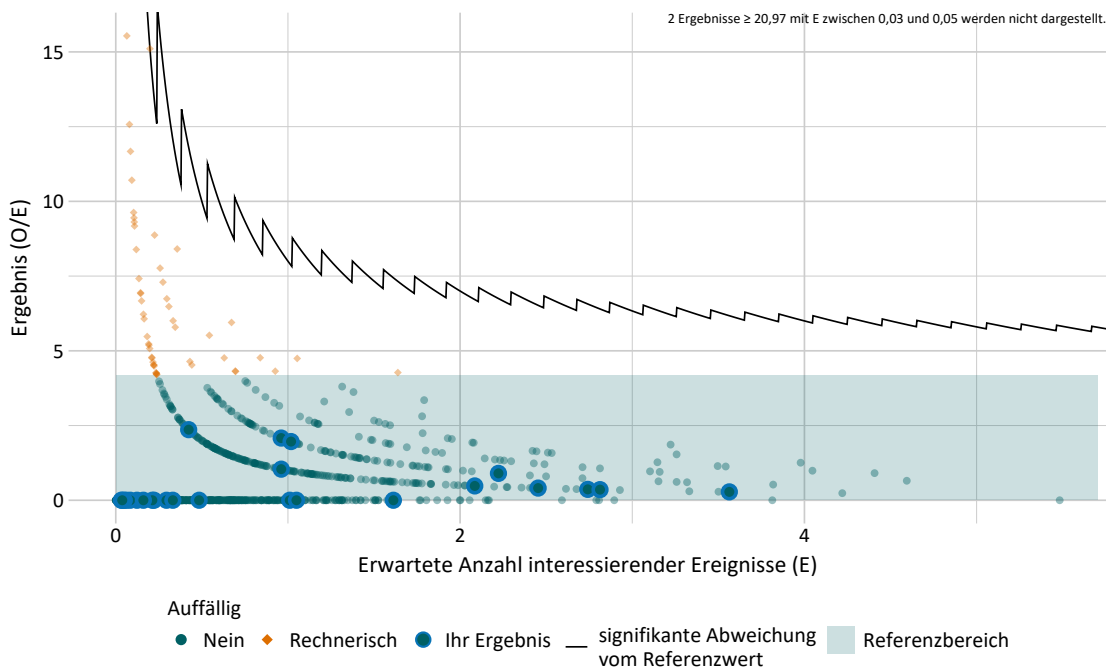 2 Ergebnisse ≥ 20,97 mit E zwischen 0,03 und 0,05 werden nicht dargestellt.
15
10
5
0
Ergebnis (O/E)
0
2
4
Erwartete Anzahl interessierender Ereignisse (E)
Auffällig
Nein
Rechnerisch
Ihr Ergebnis
signifikante Abweichung
vom Referenzwert
Referenzbereich